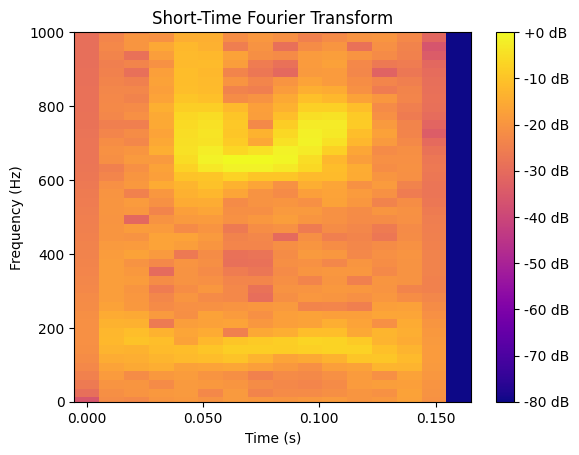 Short-Time Fourier Transform
1000
800
600
400
200
0
Frequency (Hz)
0.000
0.050
0.100
0.150
Time (s)
+0 dB
-10 dB
-20 dB
-30 dB
-40 dB
-50 dB
-60 dB
-70 dB
-80 dB